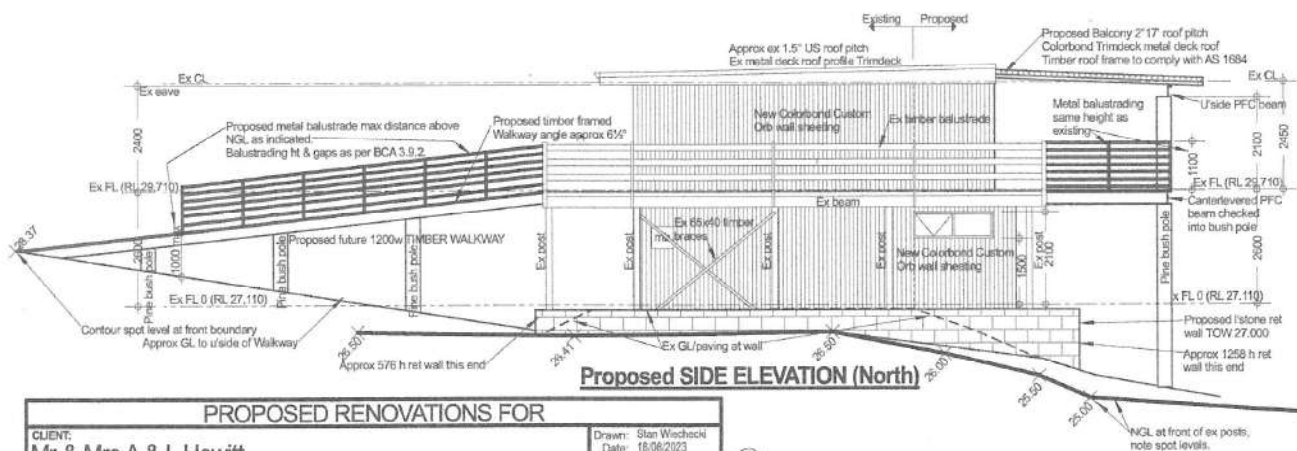 Existing Proposed
Proposed Balcony 2°17' roof pitch
Colorbond Trimdeck metal deck roof
Timber roof frame to comply with AS 1684
Approx ex 1.5° US roof pitch
Ex metal deck roof profile Trimdeck
Ex CL
Ex eave
Ex CL
U'side PFC beam
New Colorbond Custom
Orb wall sheeting
Ex timber balustrade
Metal balustrading
same height as
existing
Proposed metal balustrade max distance above
NGL as indicated.
Balustrading ht & gaps as per BCA 3.9.2
Proposed timber framed
Walkway angle approx 6½°
2400
1100
2100
2450
Ex FL (RL 29,710)
Ex FL (RL 29,710)
Canterlevered PFC
beam checked
into bush pole
Ex beam
28.37
2600
1000
Proposed future 1200w TIMBER WALKWAY
Pine bush pole
Pine bush pole
Pine bush pole
Ex post
Ex post
Ex post
Ex post
Ex post
Ex 65x40 timber
braces
New Colorbond Custom
Orb wall sheeting
1500
2100
Pine bush pole
2600
Ex FL 0 (RL 27,110)
x FL 0 (RL 27.110)
Contour spot level at front boundary
Approx GL to u'side of Walkway
26.50
26.41
Approx 576 h ret wall this end
Ex GL/paving at wall
26.50
26.00
25.50
25.00
Proposed l'stone ret
wall TOW 27.000
Approx 1258 h ret
wall this end
Proposed SIDE ELEVATION (North)
NGL at front of ex posts,
note spot levels.
PROPOSED RENOVATIONS FOR
CLIENT:
Drawn: Stan Wiechecki
Date: 18/08/2023
Mr & Mrs A & L Hewitt